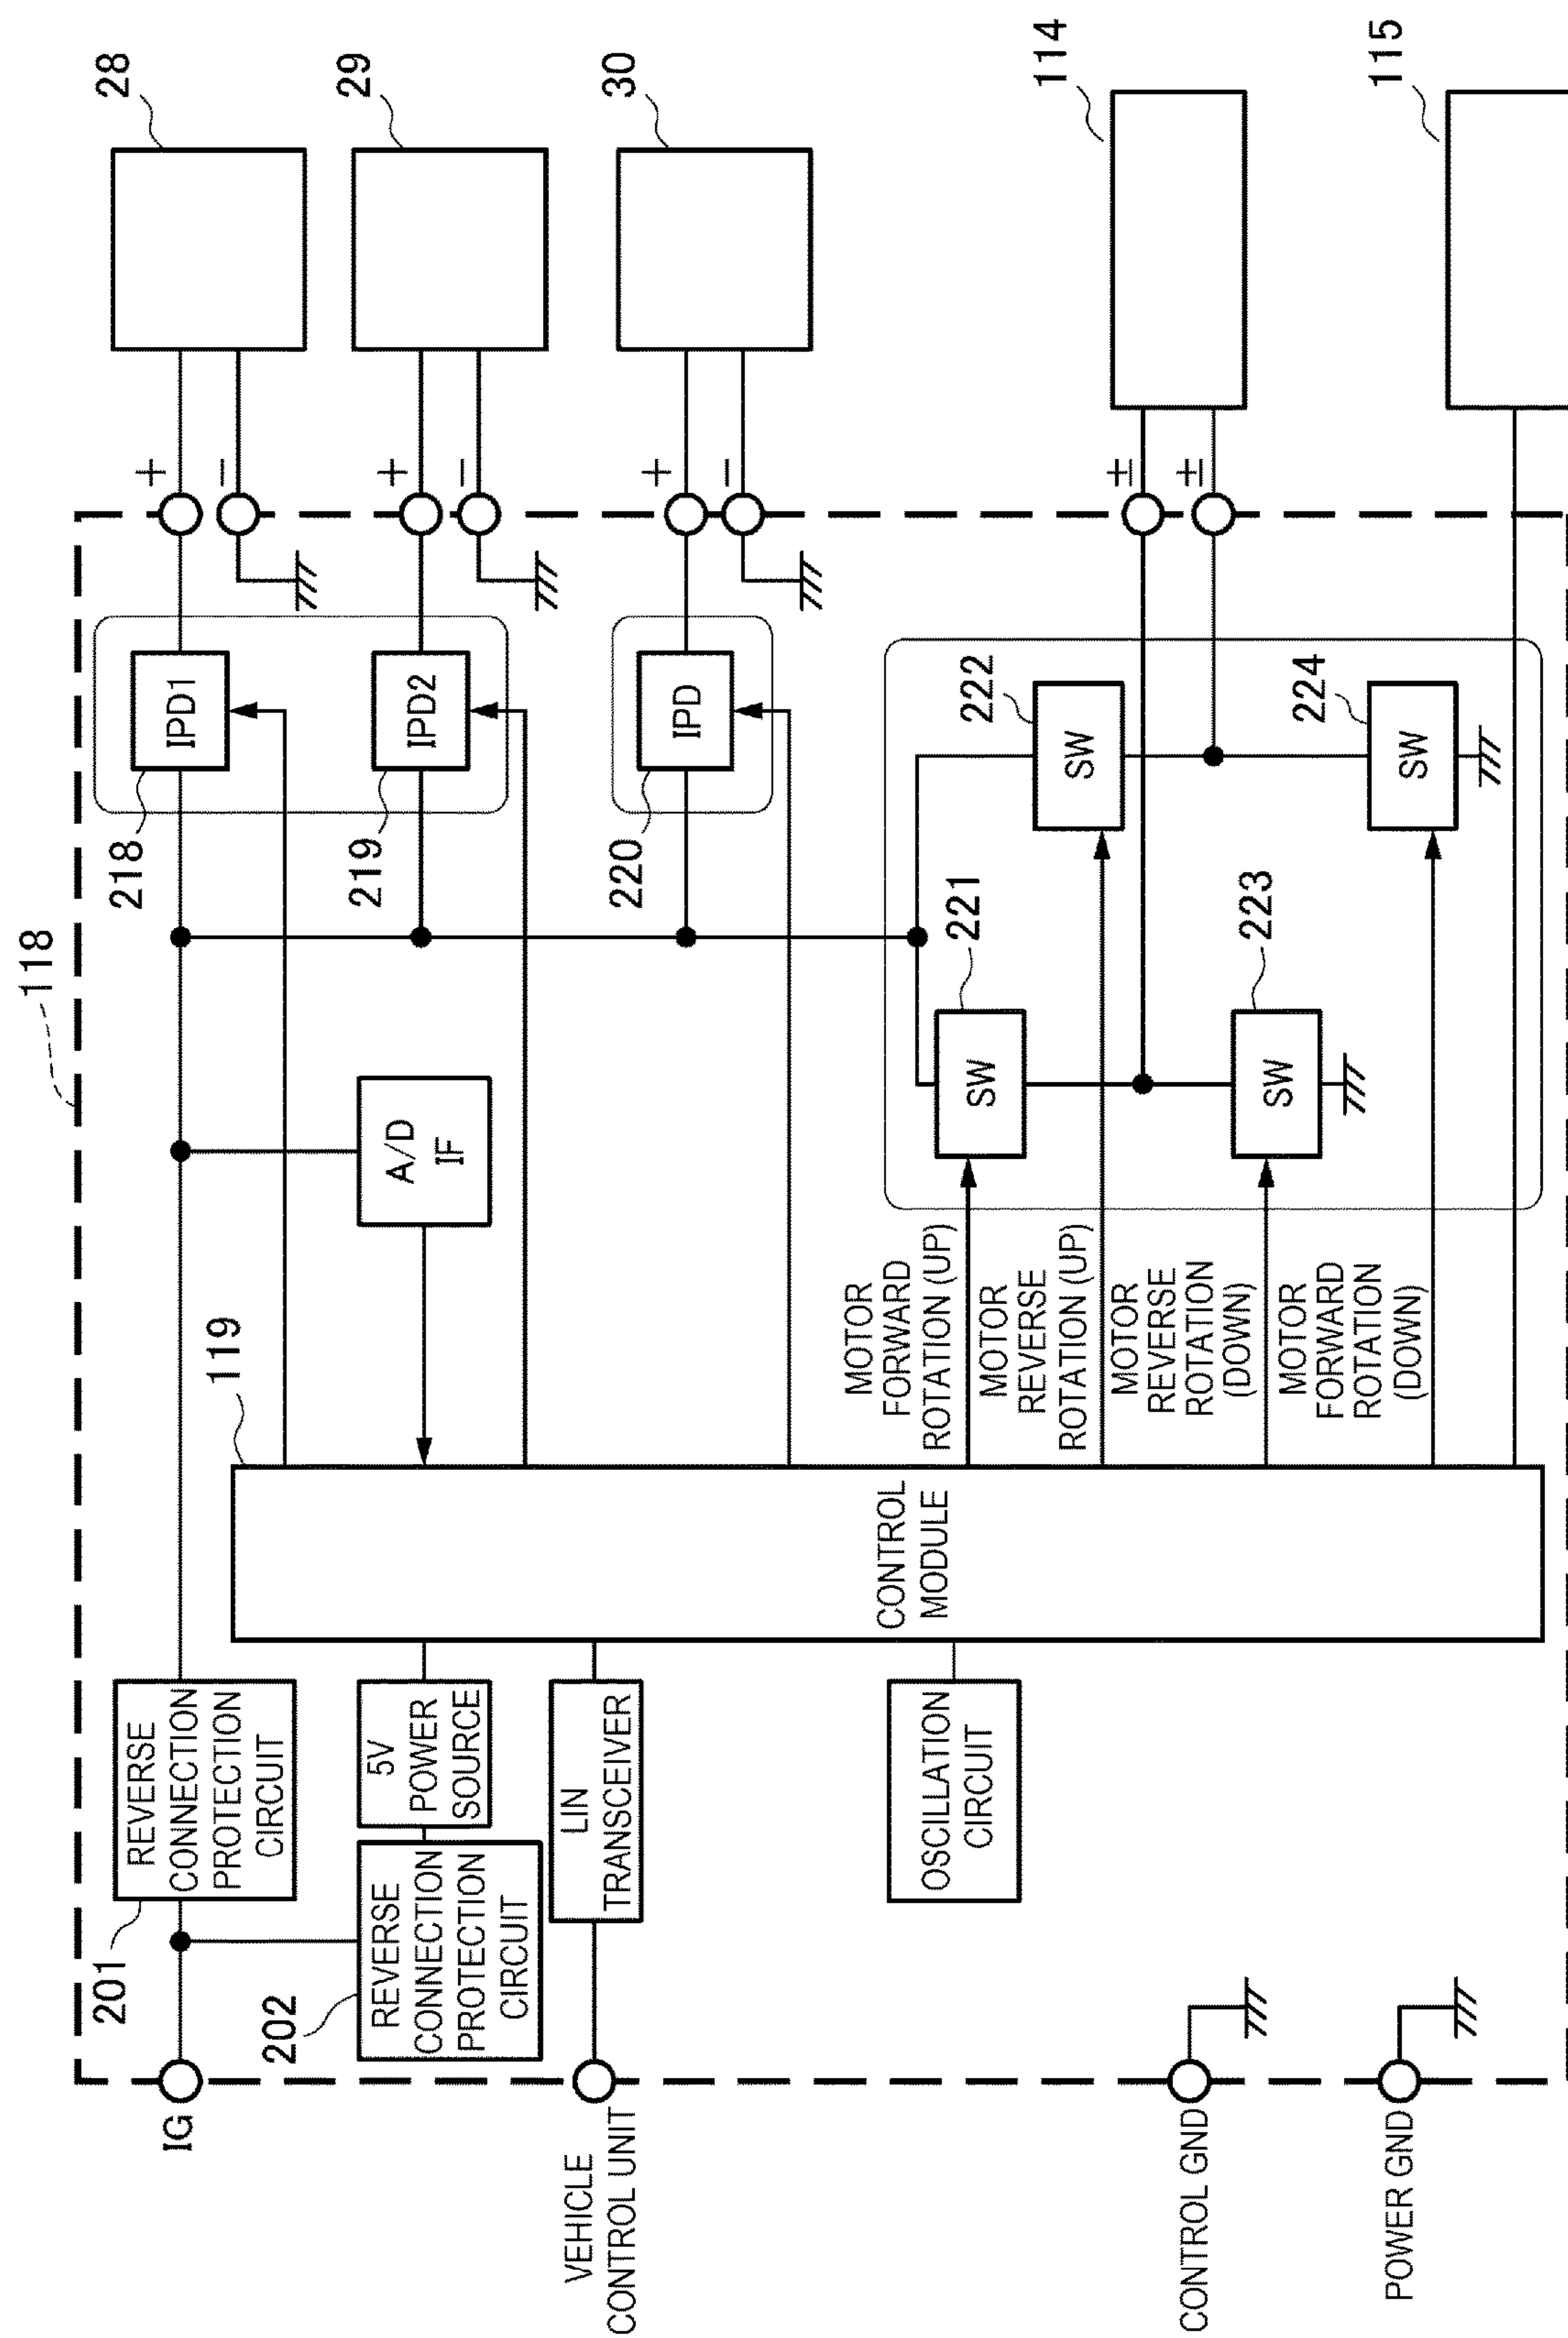 118
IG
201
REVERSE
CONNECTION
PROTECTION
CIRCUIT
202
REVERSE
CONNECTION
PROTECTION
CIRCUIT
5V
POWER
SOURCE
VEHICLE
CONTROL UNIT
LIN
TRANSCEIVER
OSCILLATION
CIRCUIT
CONTROL GND
POWER GND
119
CONTROL
MODULE
A/D
IF
218
IPD1
+
−
28
219
IPD2
+
−
29
220
IPD
+
−
30
MOTOR
FORWARD
ROTATION (UP)
MOTOR
REVERSE
ROTATION (UP)
MOTOR
REVERSE
ROTATION
(DOWN)
MOTOR
FORWARD
ROTATION
(DOWN)
221
SW
222
SW
223
SW
224
SW
±
±
114
115